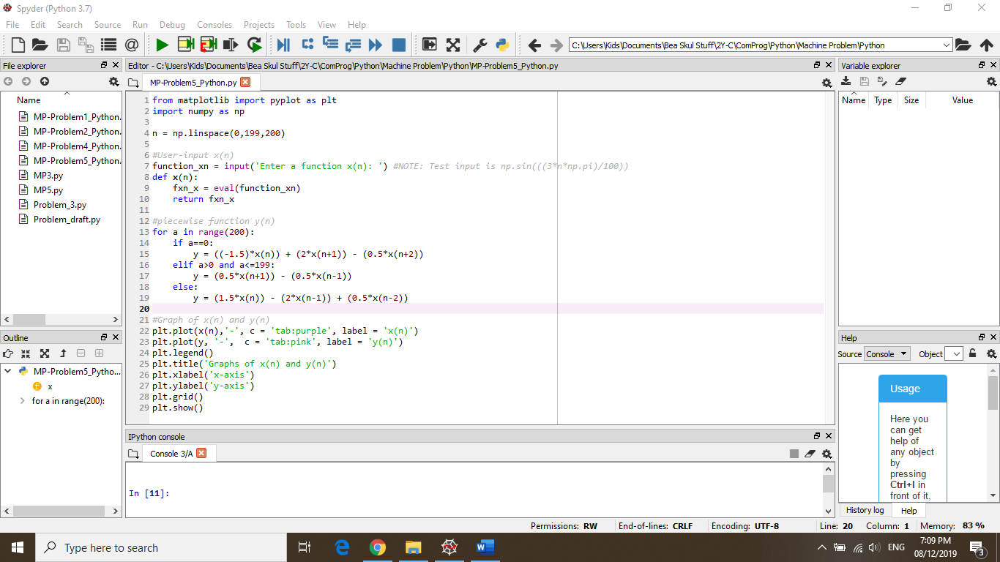 Spyder (Python 3.7)
File Edit Search Source Run Debug Consoles Projects Tools View Help
C:\Users\Kids\Documents\Bea Skul Stuff\2Y-C\ComProg\Python\Machine Problem\Python
File explorer
Name
MP-Problem1_Python.
MP-Problem2_Python.
MP-Problem4_Python.
MP-Problem5_Python.
MP3.py
MP5.py
Problem_3.py
Problem_draft.py
Outline
MP-Problem5_Pytho...
x
for a in range(200):
Editor - C:\Users\Kids\Documents\Bea Skul Stuff\2Y-C\ComProg\Python\Machine Problem\Python\MP-Problem5_Python.py
MP-Problem5_Python.py
1 from matplotlib import pyplot as plt
2 import numpy as np
3
4 n = np.linspace(0,199,200)
5
6 #User-input x(n)
7 function_xn = input('Enter a function x(n): ') #NOTE: Test input is np.sin(((3*n*np.pi)/100))
8 def x(n):
9     fxn_x = eval(function_xn)
10     return fxn_x
11
12 #piecewise function y(n)
13 for a in range(200):
14     if a==0:
15         y = ((-1.5)*x(n)) + (2*x(n+1)) - (0.5*x(n+2))
16     elif a>0 and a<=199:
17         y = (0.5*x(n+1)) - (0.5*x(n-1))
18     else:
19         y = (1.5*x(n)) - (2*x(n-1)) + (0.5*x(n-2))
20
21 #Graph of x(n) and y(n)
22 plt.plot(x(n),'-', c = 'tab:purple', label = 'x(n)')
23 plt.plot(y, '-',  c = 'tab:pink', label = 'y(n)')
24 plt.legend()
25 plt.title('Graphs of x(n) and y(n)')
26 plt.xlabel('x-axis')
27 plt.ylabel('y-axis')
28 plt.grid()
29 plt.show()
IPython console
Console 3/A
In [11]:
Variable explorer
Name Type Size Value
Help
Source Console Object
Usage
Here you
can get
help of
any object
by
pressing
Ctrl+I in
front of it,
History log Help
Permissions: RW End-of-lines: CRLF Encoding: UTF-8 Line: 20 Column: 1 Memory: 83 %
Type here to search
ENG
7:09 PM
08/12/2019
3